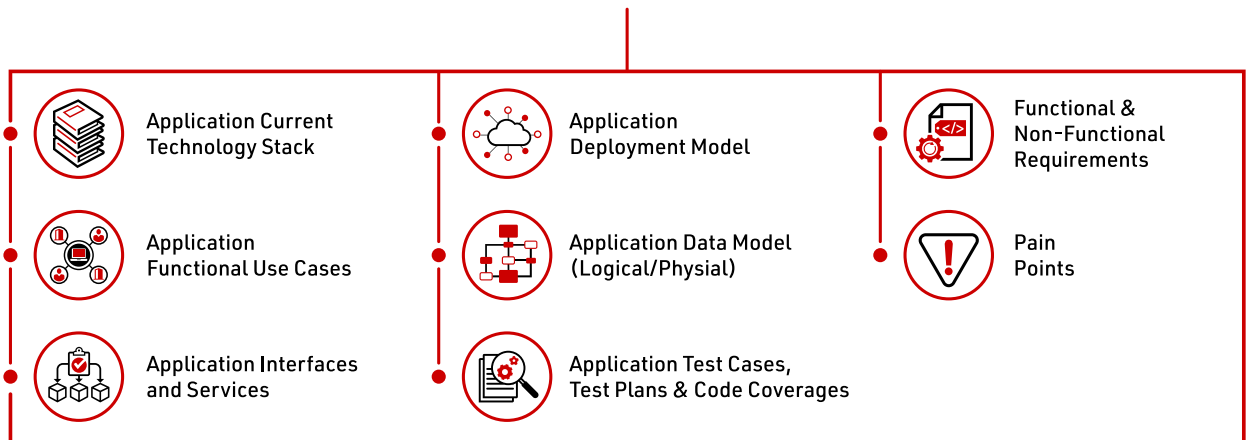 Application Current
Technology Stack
Application
Functional Use Cases
Application Interfaces
and Services
Application
Deployment Model
Application Data Model
(Logical/Physial)
Application Test Cases,
Test Plans & Code Coverages
</>
Functional &
Non-Functional
Requirements
Pain
Points